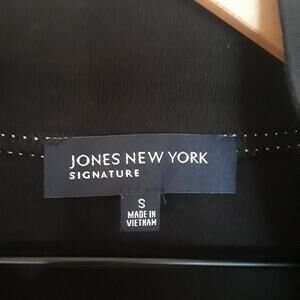 JONES NEW YORK
SIGNATURE
S
MADE IN
VIETNAM